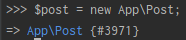 >>> $post = new App\Post;
=> App\Post {#3971}